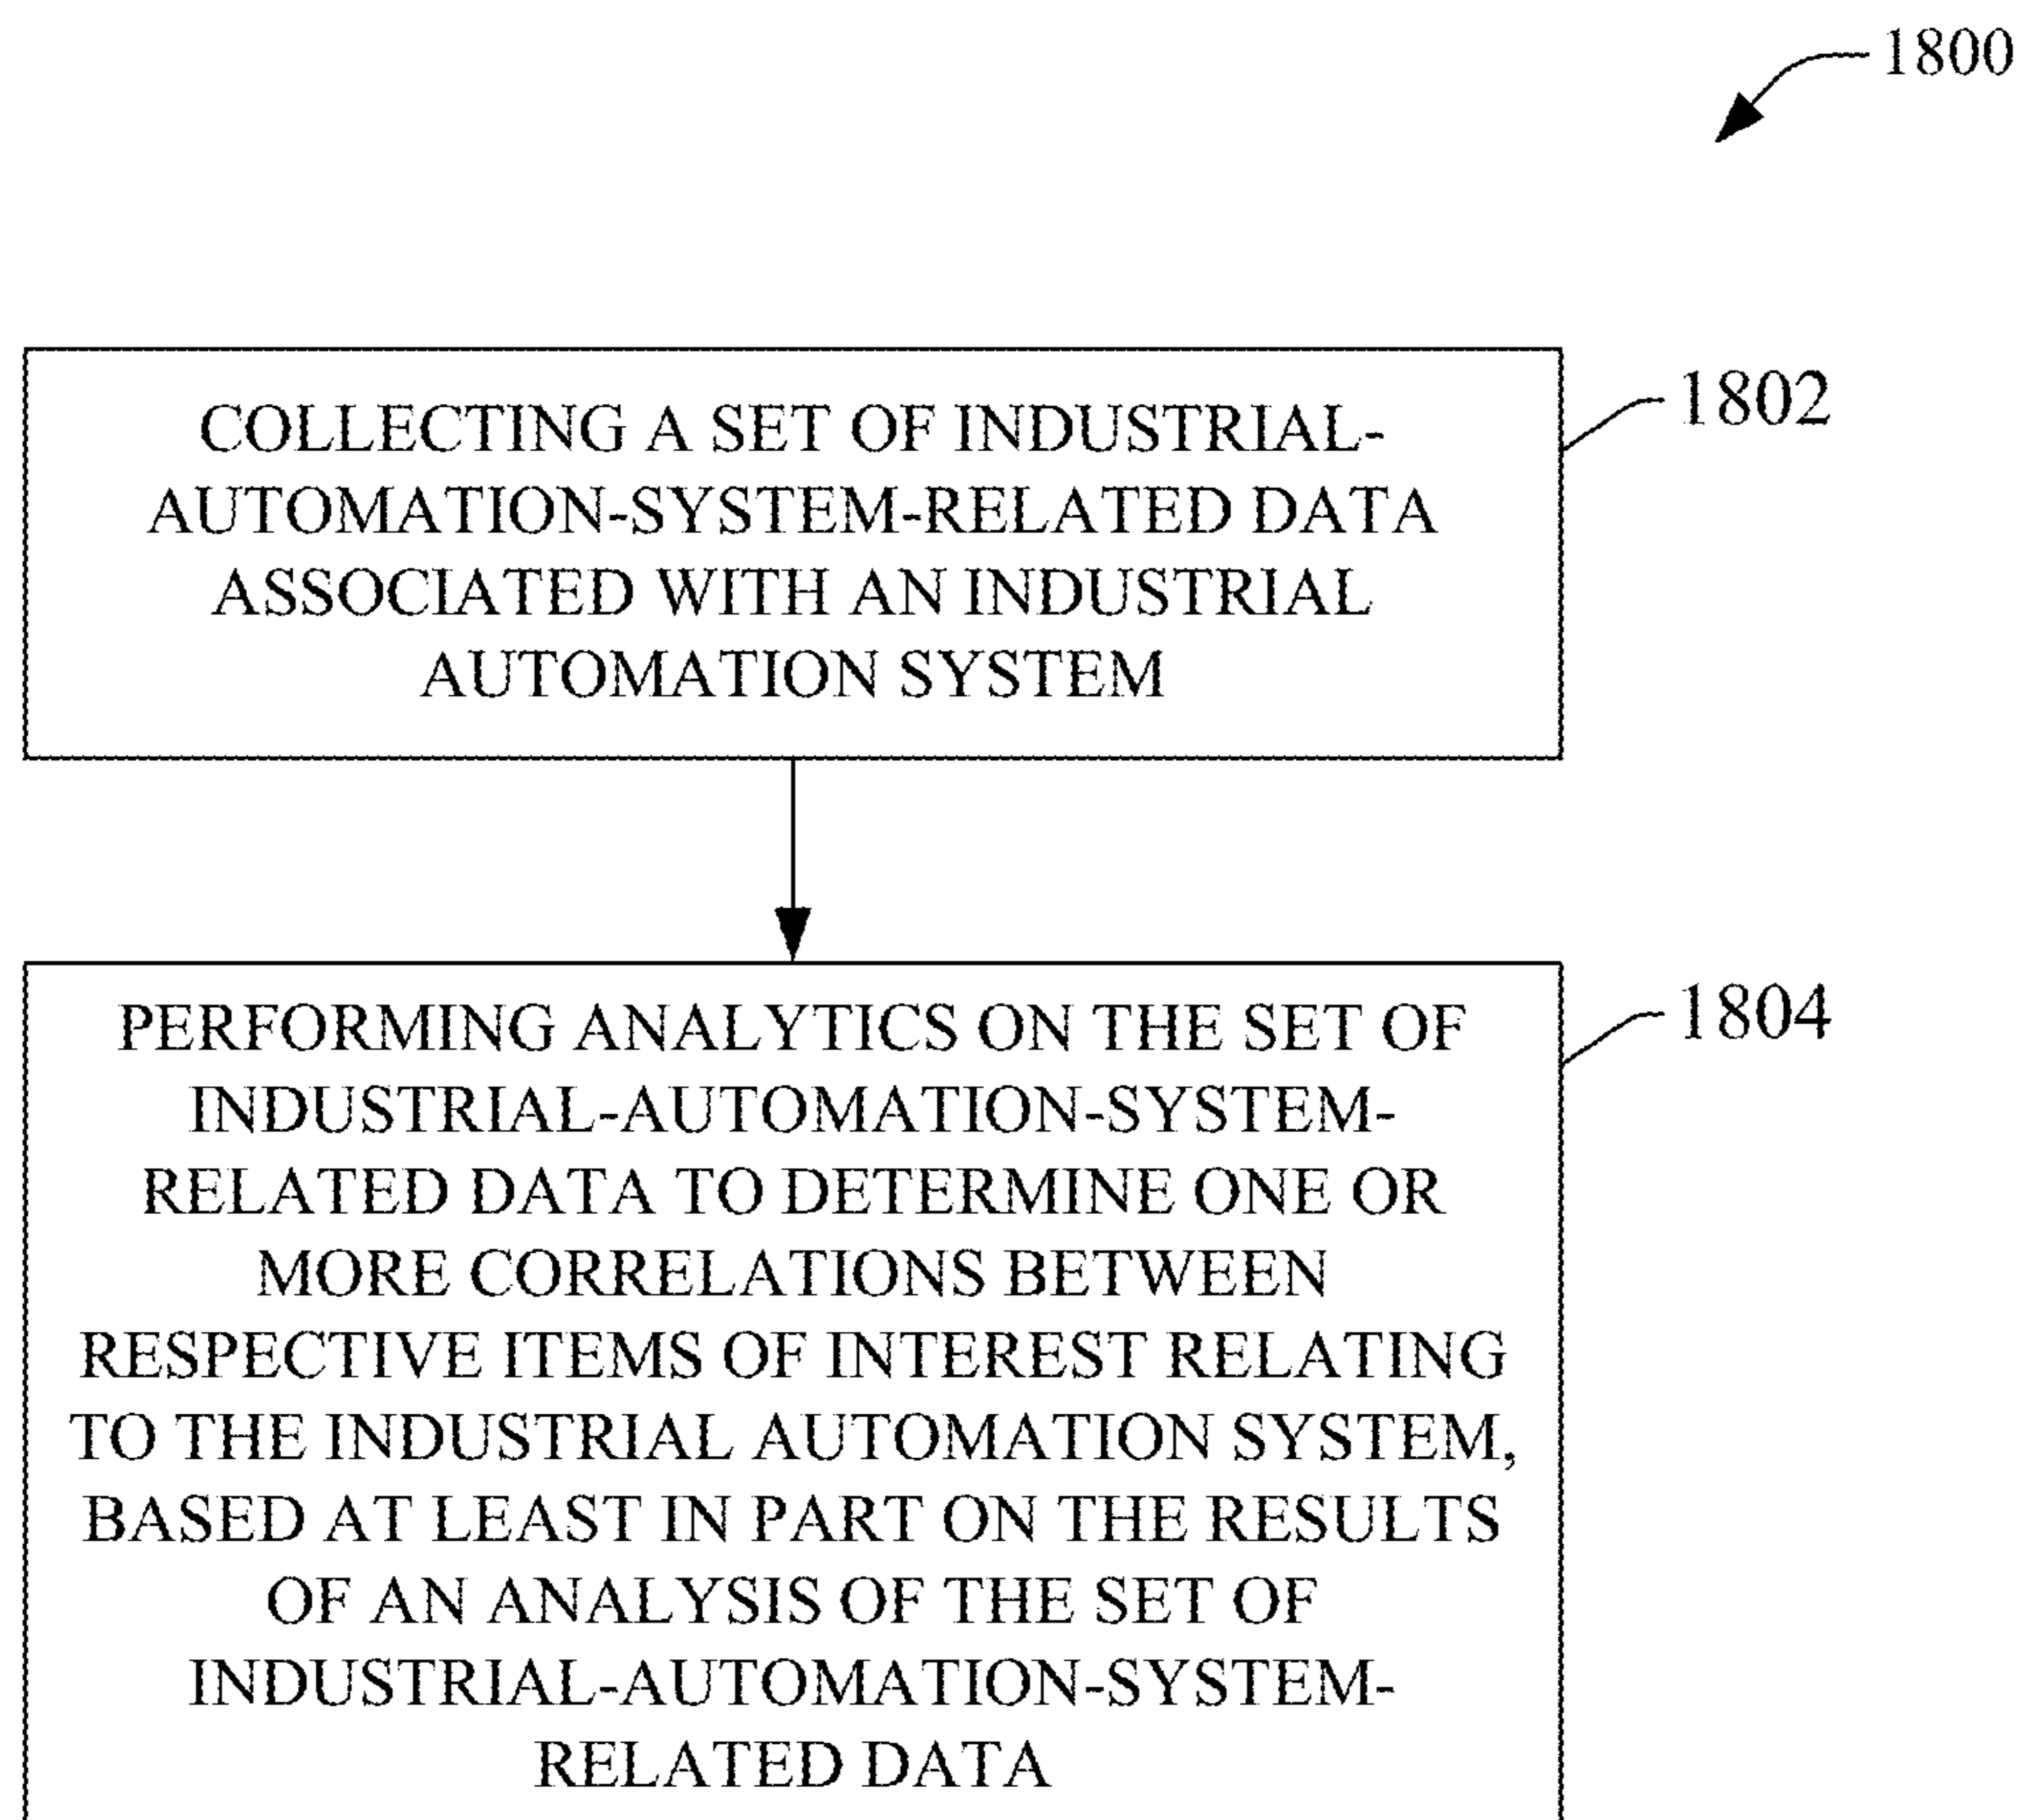 1800
COLLECTING A SET OF INDUSTRIAL-
AUTOMATION-SYSTEM-RELATED DATA
ASSOCIATED WITH AN INDUSTRIAL
AUTOMATION SYSTEM
1802
PERFORMING ANALYTICS ON THE SET OF
INDUSTRIAL-AUTOMATION-SYSTEM-
RELATED DATA TO DETERMINE ONE OR
MORE CORRELATIONS BETWEEN
RESPECTIVE ITEMS OF INTEREST RELATING
TO THE INDUSTRIAL AUTOMATION SYSTEM,
BASED AT LEAST IN PART ON THE RESULTS
OF AN ANALYSIS OF THE SET OF
INDUSTRIAL-AUTOMATION-SYSTEM-
RELATED DATA
1804